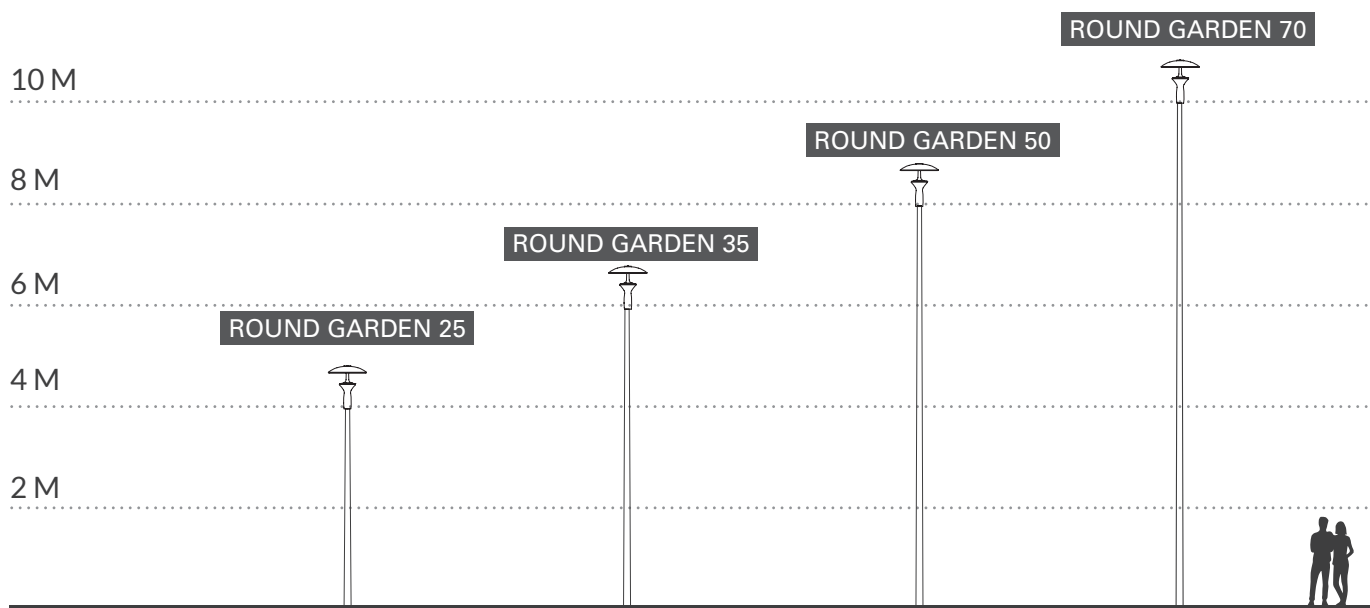 ROUND GARDEN 70
10 M
ROUND GARDEN 50
8 M
ROUND GARDEN 35
6 M
ROUND GARDEN 25
4 M
2 M